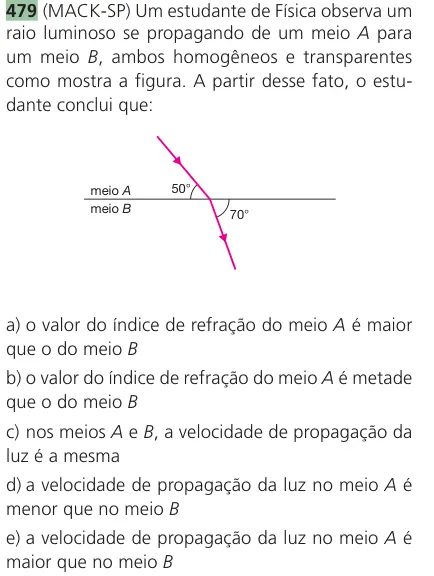 479 (MACK-SP) Um estudante de Física observa um
raio luminoso se propagando de um meio A para
um meio B, ambos homogêneos e transparentes
como mostra a figura. A partir desse fato, o estu-
dante conclui que:
meio A
50°
meio B
70°
a) o valor do índice de refração do meio A é maior
que o do meio B
b) o valor do índice de refração do meio A é metade
que o do meio B
c) nos meios A e B, a velocidade de propagação da
luz é a mesma
d) a velocidade de propagação da luz no meio A é
menor que no meio B
e) a velocidade de propagação da luz no meio A é
maior que no meio B